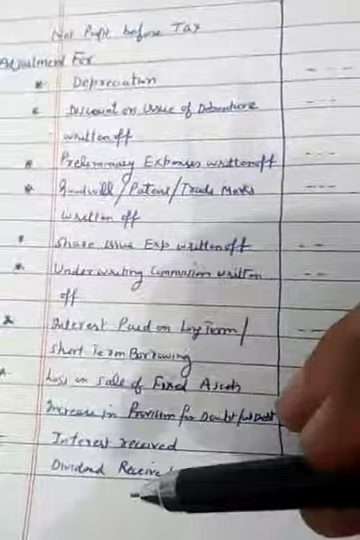 Net Profit before Tax
Adjustment For
* Depreciation - - -
* Discount on issue of Debenture - - -
written off
* Preliminary Expenses written off - - -
* Goodwill / Patent / Trade Marks - - -
written off
* Share issue Exp written off - -
* Underwriting Commission written - -
off
* Interest Paid on Long Term / - - -
Short Term Borrowing
* Loss on sale of Fixed Assets
Increase in Provision for Doubtful Debt
- Interest received
Dividend Received